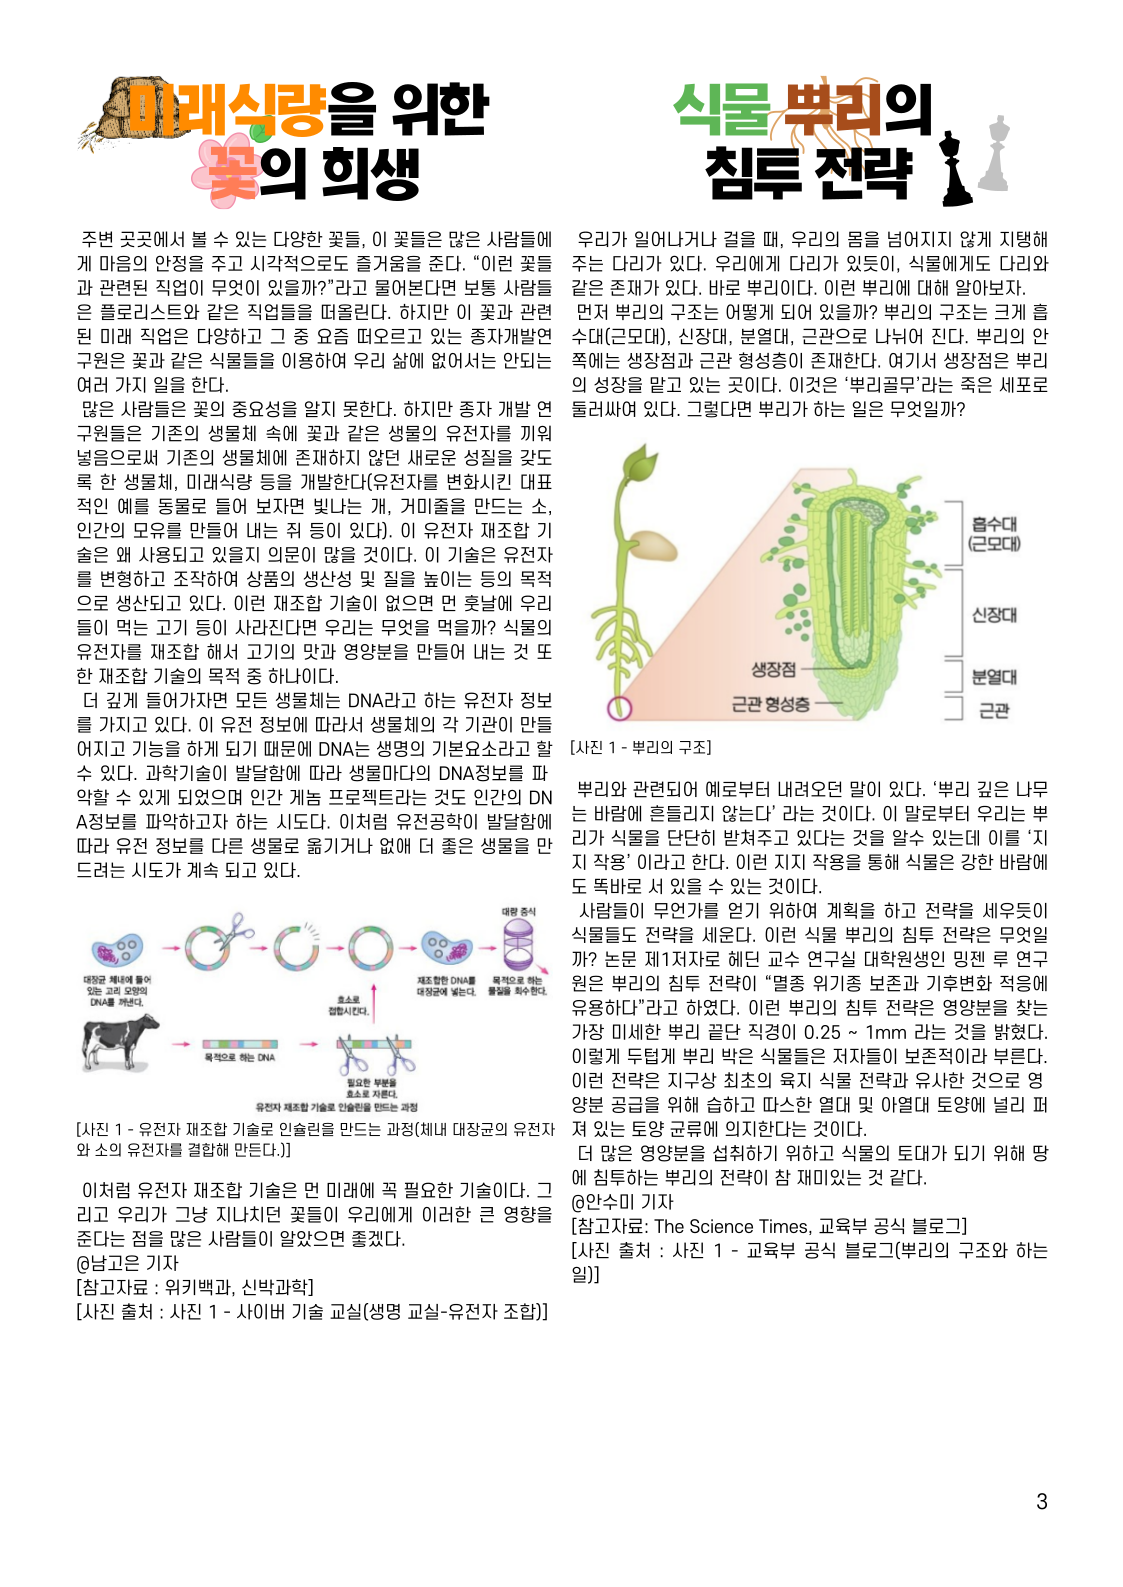 미래식량을 위한
꽃의 희생
주변 곳곳에서 볼 수 있는 다양한 꽃들, 이 꽃들은 많은 사람들에
게 마음의 안정을 주고 시각적으로도 즐거움을 준다. “이런 꽃들
과 관련된 직업이 무엇이 있을까?”라고 물어본다면 보통 사람들
은 플로리스트와 같은 직업들을 떠올린다. 하지만 이 꽃과 관련
된 미래 직업은 다양하고 그 중 요즘 떠오르고 있는 종자개발연
구원은 꽃과 같은 식물들을 이용하여 우리 삶에 없어서는 안되는
여러 가지 일을 한다.
많은 사람들은 꽃의 중요성을 알지 못한다. 하지만 종자 개발 연
구원들은 기존의 생물체 속에 꽃과 같은 생물의 유전자를 끼워
넣음으로써 기존의 생물체에 존재하지 않던 새로운 성질을 갖도
록 한 생물체, 미래식량 등을 개발한다(유전자를 변화시킨 대표
적인 예를 동물로 들어 보자면 빛나는 개, 거미줄을 만드는 소,
인간의 모유를 만들어 내는 쥐 등이 있다). 이 유전자 재조합 기
술은 왜 사용되고 있을지 의문이 많을 것이다. 이 기술은 유전자
를 변형하고 조작하여 상품의 생산성 및 질을 높이는 등의 목적
으로 생산되고 있다. 이런 재조합 기술이 없으면 먼 훗날에 우리
들이 먹는 고기 등이 사라진다면 우리는 무엇을 먹을까? 식물의
유전자를 재조합 해서 고기의 맛과 영양분을 만들어 내는 것 또
한 재조합 기술의 목적 중 하나이다.
더 깊게 들어가자면 모든 생물체는 DNA라고 하는 유전자 정보
를 가지고 있다. 이 유전 정보에 따라서 생물체의 각 기관이 만들
어지고 기능을 하게 되기 때문에 DNA는 생명의 기본요소라고 할
수 있다. 과학기술이 발달함에 따라 생물마다의 DNA정보를 파
악할 수 있게 되었으며 인간 게놈 프로젝트라는 것도 인간의 DN
A정보를 파악하고자 하는 시도다. 이처럼 유전공학이 발달함에
따라 유전 정보를 다른 생물로 옮기거나 없애 더 좋은 생물을 만
드려는 시도가 계속 되고 있다.
대량 증식
대장균 체내에 들어
있는 고리 모양의
DNA를 꺼낸다.
효소로
접합시킨다.
재조합한 DNA를
대장균에 넣는다.
목적으로 하는
물질을 회수한다.
목적으로 하는 DNA
필요한 부분을
효소로 자른다.
유전자 재조합 기술로 인슐린을 만드는 과정
[사진 1 - 유전자 재조합 기술로 인슐린을 만드는 과정(체내 대장균의 유전자
와 소의 유전자를 결합해 만든다.)]
이처럼 유전자 재조합 기술은 먼 미래에 꼭 필요한 기술이다. 그
리고 우리가 그냥 지나치던 꽃들이 우리에게 이러한 큰 영향을
준다는 점을 많은 사람들이 알았으면 좋겠다.
@남고은 기자
[참고자료 : 위키백과, 신박과학]
[사진 출처 : 사진 1 - 사이버 기술 교실(생명 교실-유전자 조합)]
식물 뿌리의
침투 전략
우리가 일어나거나 걸을 때, 우리의 몸을 넘어지지 않게 지탱해
주는 다리가 있다. 우리에게 다리가 있듯이, 식물에게도 다리와
같은 존재가 있다. 바로 뿌리이다. 이런 뿌리에 대해 알아보자.
먼저 뿌리의 구조는 어떻게 되어 있을까? 뿌리의 구조는 크게 흡
수대(근모대), 신장대, 분열대, 근관으로 나뉘어 진다. 뿌리의 안
쪽에는 생장점과 근관 형성층이 존재한다. 여기서 생장점은 뿌리
의 성장을 맡고 있는 곳이다. 이것은 ‘뿌리골무’라는 죽은 세포로
둘러싸여 있다. 그렇다면 뿌리가 하는 일은 무엇일까?
흡수대
(근모대)
신장대
생장점
분열대
근관 형성층
근관
[사진 1 - 뿌리의 구조]
뿌리와 관련되어 예로부터 내려오던 말이 있다. ‘뿌리 깊은 나무
는 바람에 흔들리지 않는다’ 라는 것이다. 이 말로부터 우리는 뿌
리가 식물을 단단히 받쳐주고 있다는 것을 알수 있는데 이를 ‘지
지 작용’ 이라고 한다. 이런 지지 작용을 통해 식물은 강한 바람에
도 똑바로 서 있을 수 있는 것이다.
사람들이 무언가를 얻기 위하여 계획을 하고 전략을 세우듯이
식물들도 전략을 세운다. 이런 식물 뿌리의 침투 전략은 무엇일
까? 논문 제1저자로 헤딘 교수 연구실 대학원생인 밍젠 루 연구
원은 뿌리의 침투 전략이 “멸종 위기종 보존과 기후변화 적응에
유용하다”라고 하였다. 이런 뿌리의 침투 전략은 영양분을 찾는
가장 미세한 뿌리 끝단 직경이 0.25 ~ 1mm 라는 것을 밝혔다.
이렇게 두텁게 뿌리 박은 식물들은 저자들이 보존적이라 부른다.
이런 전략은 지구상 최초의 육지 식물 전략과 유사한 것으로 영
양분 공급을 위해 습하고 따스한 열대 및 아열대 토양에 널리 퍼
져 있는 토양 균류에 의지한다는 것이다.
더 많은 영양분을 섭취하기 위하고 식물의 토대가 되기 위해 땅
에 침투하는 뿌리의 전략이 참 재미있는 것 같다.
@안수미 기자
[참고자료: The Science Times, 교육부 공식 블로그]
[사진 출처 : 사진 1 - 교육부 공식 블로그(뿌리의 구조와 하는
일)]
3